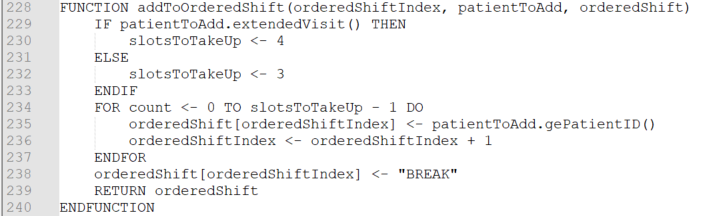 228 FUNCTION addToOrderedShift(orderedShiftIndex, patientToAdd, orderedShift)
229     IF patientToAdd.extendedVisit() THEN
230         slotsToTakeUp <- 4
231     ELSE
232         slotsToTakeUp <- 3
233     ENDIF
234     FOR count <- 0 TO slotsToTakeUp - 1 DO
235         orderedShift[orderedShiftIndex] <- patientToAdd.gePatientID()
236         orderedShiftIndex <- orderedShiftIndex + 1
237     ENDFOR
238     orderedShift[orderedShiftIndex] <- "BREAK"
239     RETURN orderedShift
240 ENDFUNCTION